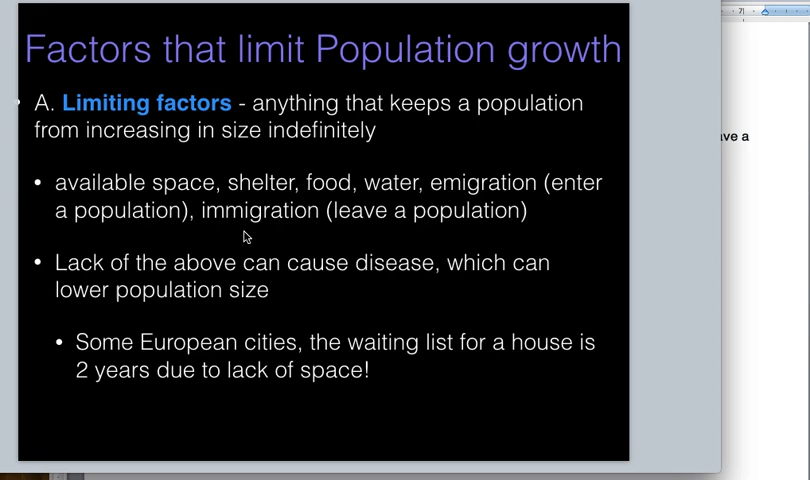 Factors that limit Population growth
• A. Limiting factors - anything that keeps a population
from increasing in size indefinitely
• available space, shelter, food, water, emigration (enter
a population), immigration (leave a population)
• Lack of the above can cause disease, which can
lower population size
• Some European cities, the waiting list for a house is
2 years due to lack of space!
7
ave a